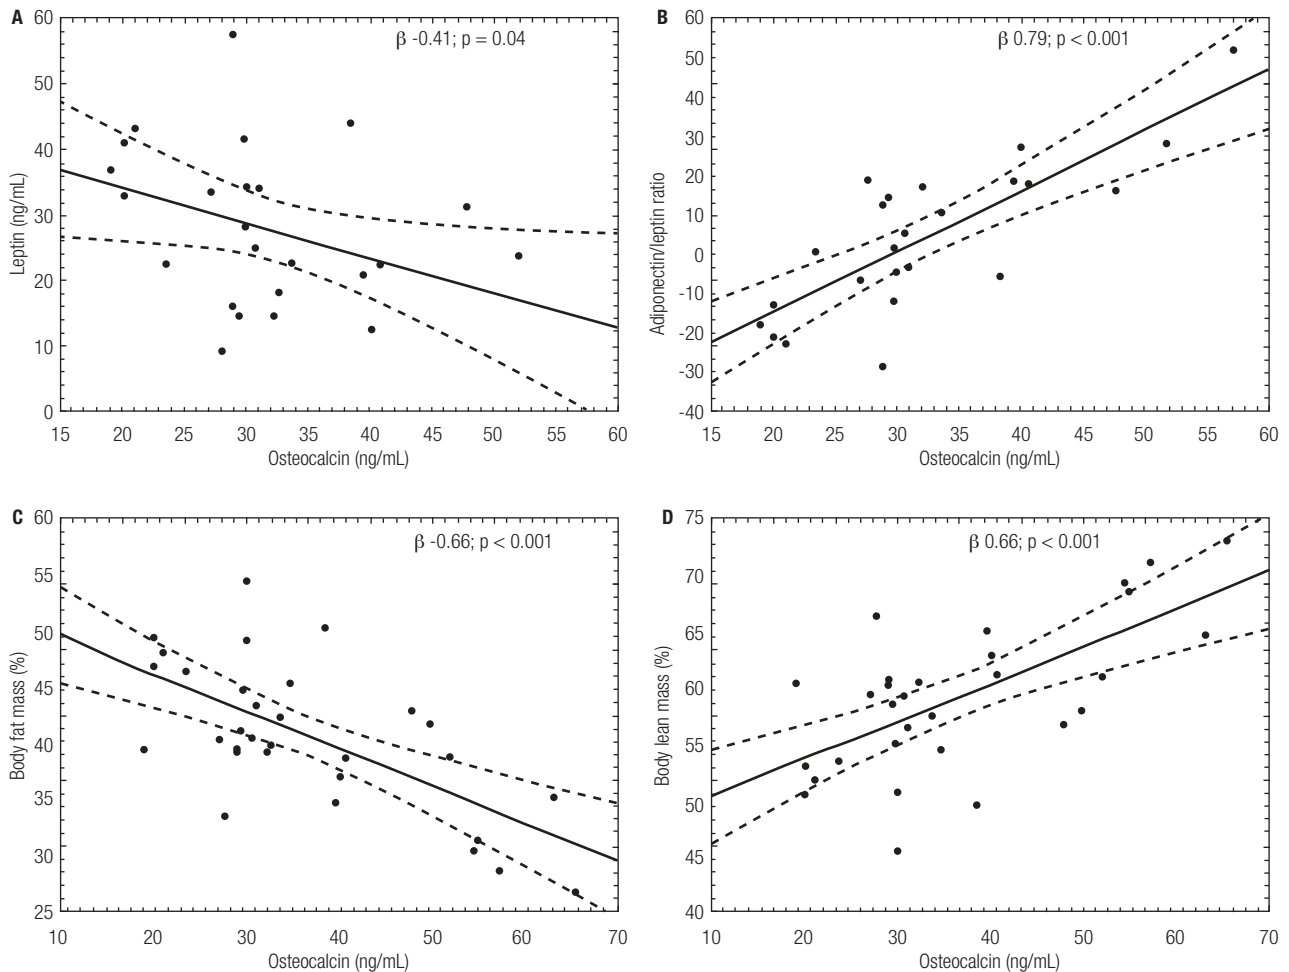 A
β -0.41; p = 0.04
Leptin (ng/mL)
60
50
40
30
20
10
0
15 20 25 30 35 40 45 50 55 60
Osteocalcin (ng/mL)
B
β 0.79; p < 0.001
Adiponectin/leptin ratio
60
50
40
30
20
10
0
-10
-20
-30
-40
15 20 25 30 35 40 45 50 55 60
Osteocalcin (ng/mL)
C
β -0.66; p < 0.001
Body fat mass (%)
60
55
50
45
40
35
30
25
10 20 30 40 50 60 70
Osteocalcin (ng/mL)
D
β 0.66; p < 0.001
Body lean mass (%)
75
70
65
60
55
50
45
40
10 20 30 40 50 60 70
Osteocalcin (ng/mL)